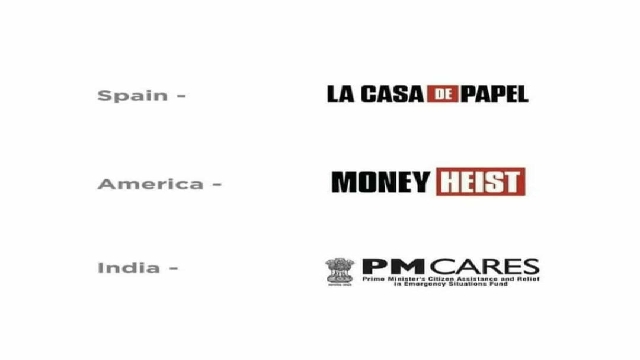 Spain - LA CASA DE PAPEL
America - MONEY HEIST
India - PM CARES
Prime Minister's Citizen Assistance and Relief
in Emergency Situations Fund